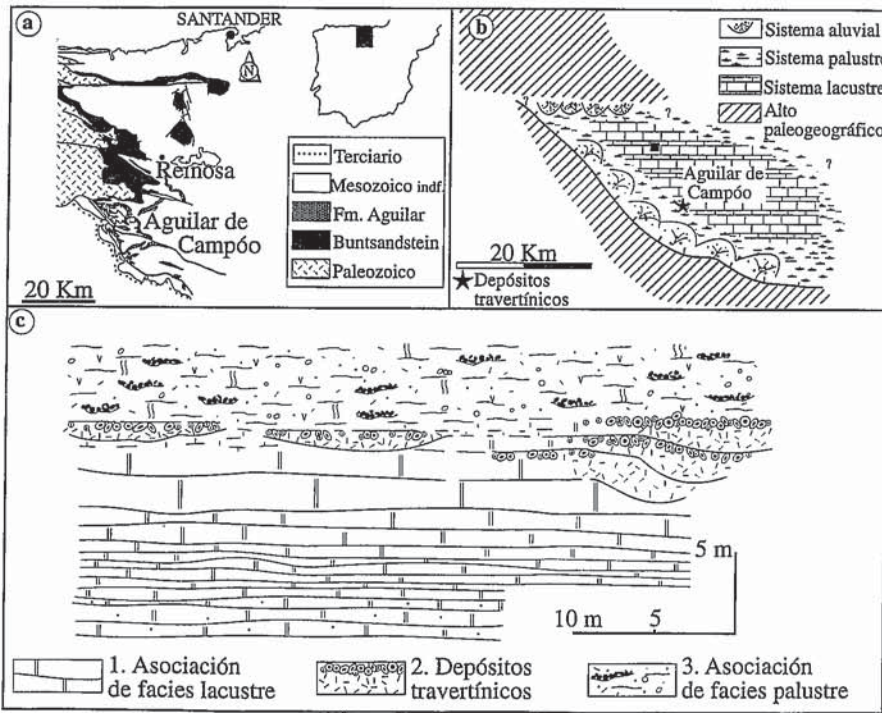 a
SANTANDER
N
Reinosa
Aguilar de
Campóo
20 Km
Terciario
Mesozoico indf.
Fm. Aguilar
Buntsandstein
Paleozoico
b
Sistema aluvial
Sistema palustre
Sistema lacustre
Alto
paleogeográfico
?
?
?
Aguilar de
Campóo
20 Km
Depósitos
travertínicos
c
5 m
10 m 5
1. Asociación
de facies lacustre
2. Depósitos
travertínicos
3. Asociación
de facies palustre